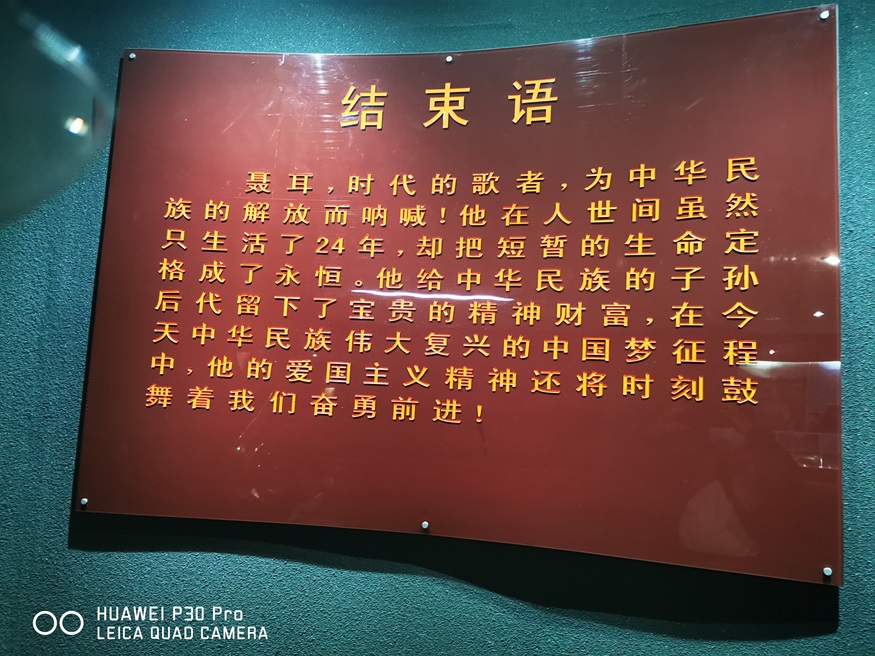 结束语
聂耳,时代的歌者,为中华民
族的解放而呐喊!他在人世间虽然
只生活了24年,却把短暂的生命定
格成了永恒。他给中华民族的子孙
后代留下了宝贵的精神财富,在今
天中华民族伟大复兴的中国梦征程
中,他的爱国主义精神还将时刻鼓
舞着我们奋勇前进!
HUAWEI P30 Pro
LEICA QUAD CAMERA